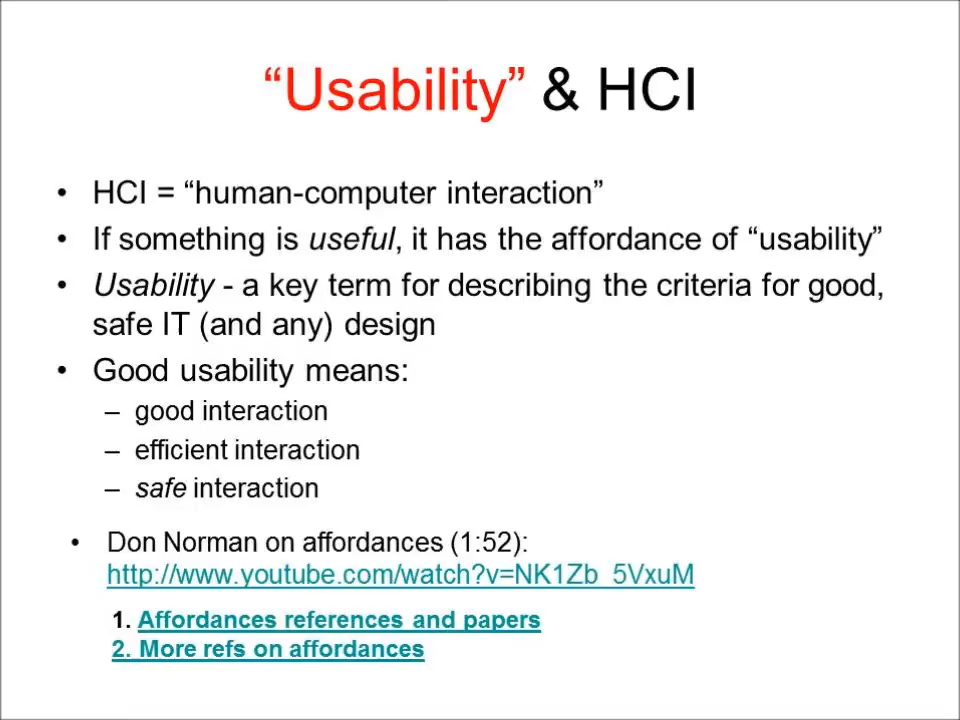 “Usability” & HCI
• HCI = “human-computer interaction”
• If something is useful, it has the affordance of “usability”
• Usability - a key term for describing the criteria for good,
safe IT (and any) design
• Good usability means:
– good interaction
– efficient interaction
– safe interaction
• Don Norman on affordances (1:52):
http://www.youtube.com/watch?v=NK1Zb_5VxuM
1. Affordances references and papers
2. More refs on affordances